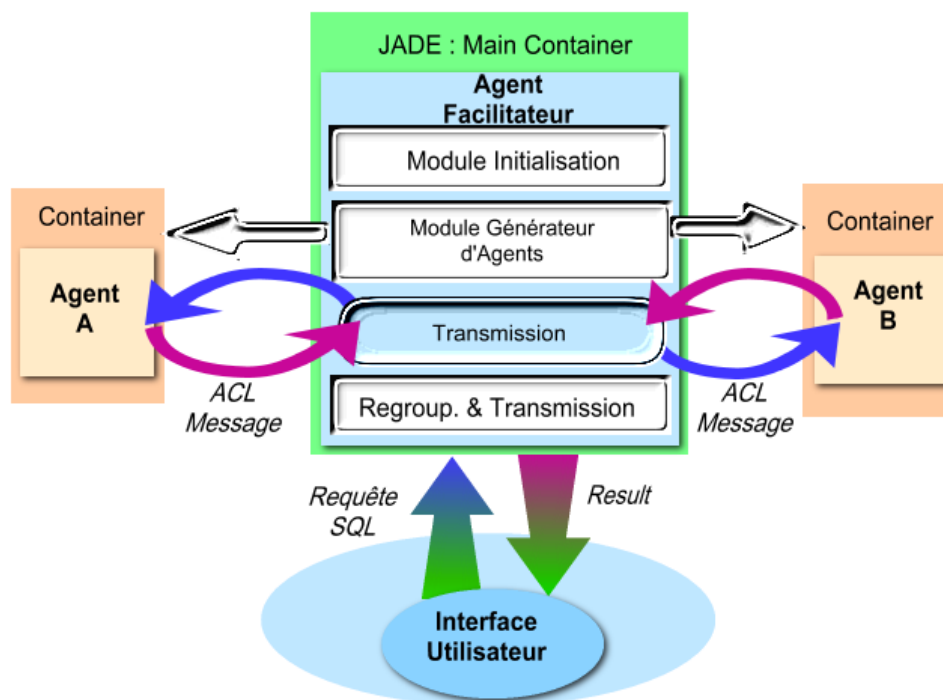 JADE : Main Container
Agent
Facilitateur
Module Initialisation
Container
Module Générateur
d'Agents
Container
Agent
A
Agent
B
Transmission
ACL
Message
ACL
Message
Regroup. & Transmission
Requête
SQL
Result
Interface
Utilisateur